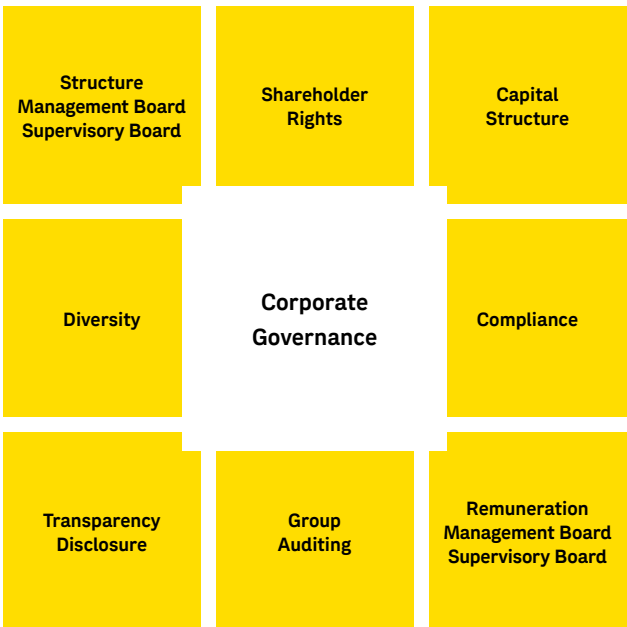 Structure
Management Board
Supervisory Board
Shareholder
Rights
Capital
Structure
Diversity
Corporate
Governance
Compliance
Transparency
Disclosure
Group
Auditing
Remuneration
Management Board
Supervisory Board